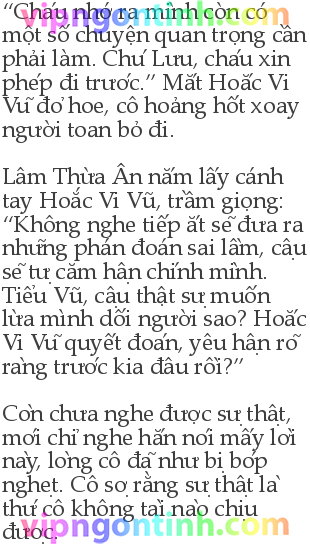 “Cháu nhớ ra mình còn có
một số chuyện quan trọng cần
phải làm. Chú Lưu, cháu xin
phép đi trước.” Mắt Hoắc Vi
Vũ đỏ hoe, cô hoảng hốt xoay
người toan bỏ đi.
Lâm Thừa Ân nắm lấy cánh
tay Hoắc Vi Vũ, trầm giọng:
“Không nghe tiếp ắt sẽ đưa ra
những phán đoán sai lầm, cậu
sẽ tự căm hận chính mình.
Tiểu Vũ, cậu thật sự muốn
lừa mình dối người sao? Hoắc
Vi Vũ quyết đoán, yêu hận rõ
ràng trước kia đâu rồi?”
Còn chưa nghe được sự thật,
mới chỉ nghe hắn nói mấy lời
này, lòng cô đã như bị bóp
nghẹt. Cô sợ rằng sự thật là
thứ cô không tài nào chịu
được.
vipngontinh.com
vipngontinh.com